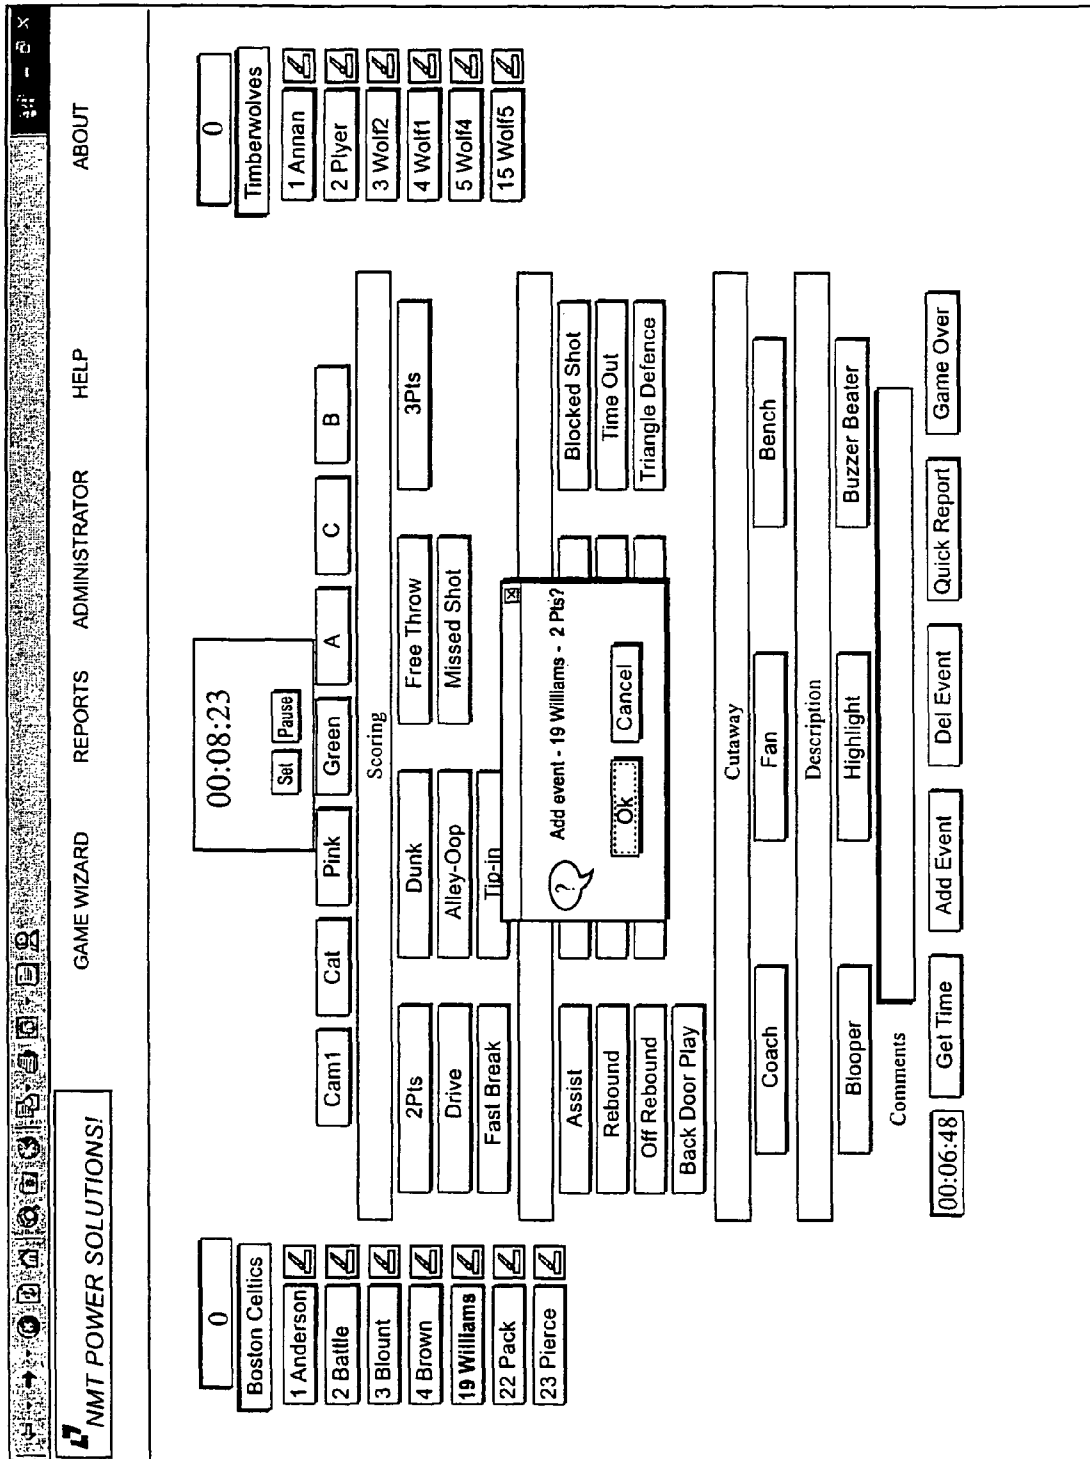 NMT POWER SOLUTIONS!
GAME WIZARD REPORTS ADMINISTRATOR HELP ABOUT
0
Boston Celtics
1 Anderson
2 Battle
3 Blount
4 Brown
19 Williams
22 Pack
23 Pierce
00:08:23
Set Pause
Cam1 Cat Pink Green A C B
Scoring
2Pts Dunk Free Throw 3Pts
Drive Alley-Oop Missed Shot
Fast Break Tip-in
Add event - 19 Williams - 2 Pts?
Ok Cancel
Assist Blocked Shot
Rebound Time Out
Off Rebound Triangle Defence
Back Door Play
Cutaway
Coach Fan Bench
Description
Blooper Highlight Buzzer Beater
Comments
00:06:48 Get Time Add Event Del Event Quick Report Game Over
0
Timberwolves
1 Annan
2 Plyer
3 Wolf2
4 Wolf1
5 Wolf4
15 Wolf5